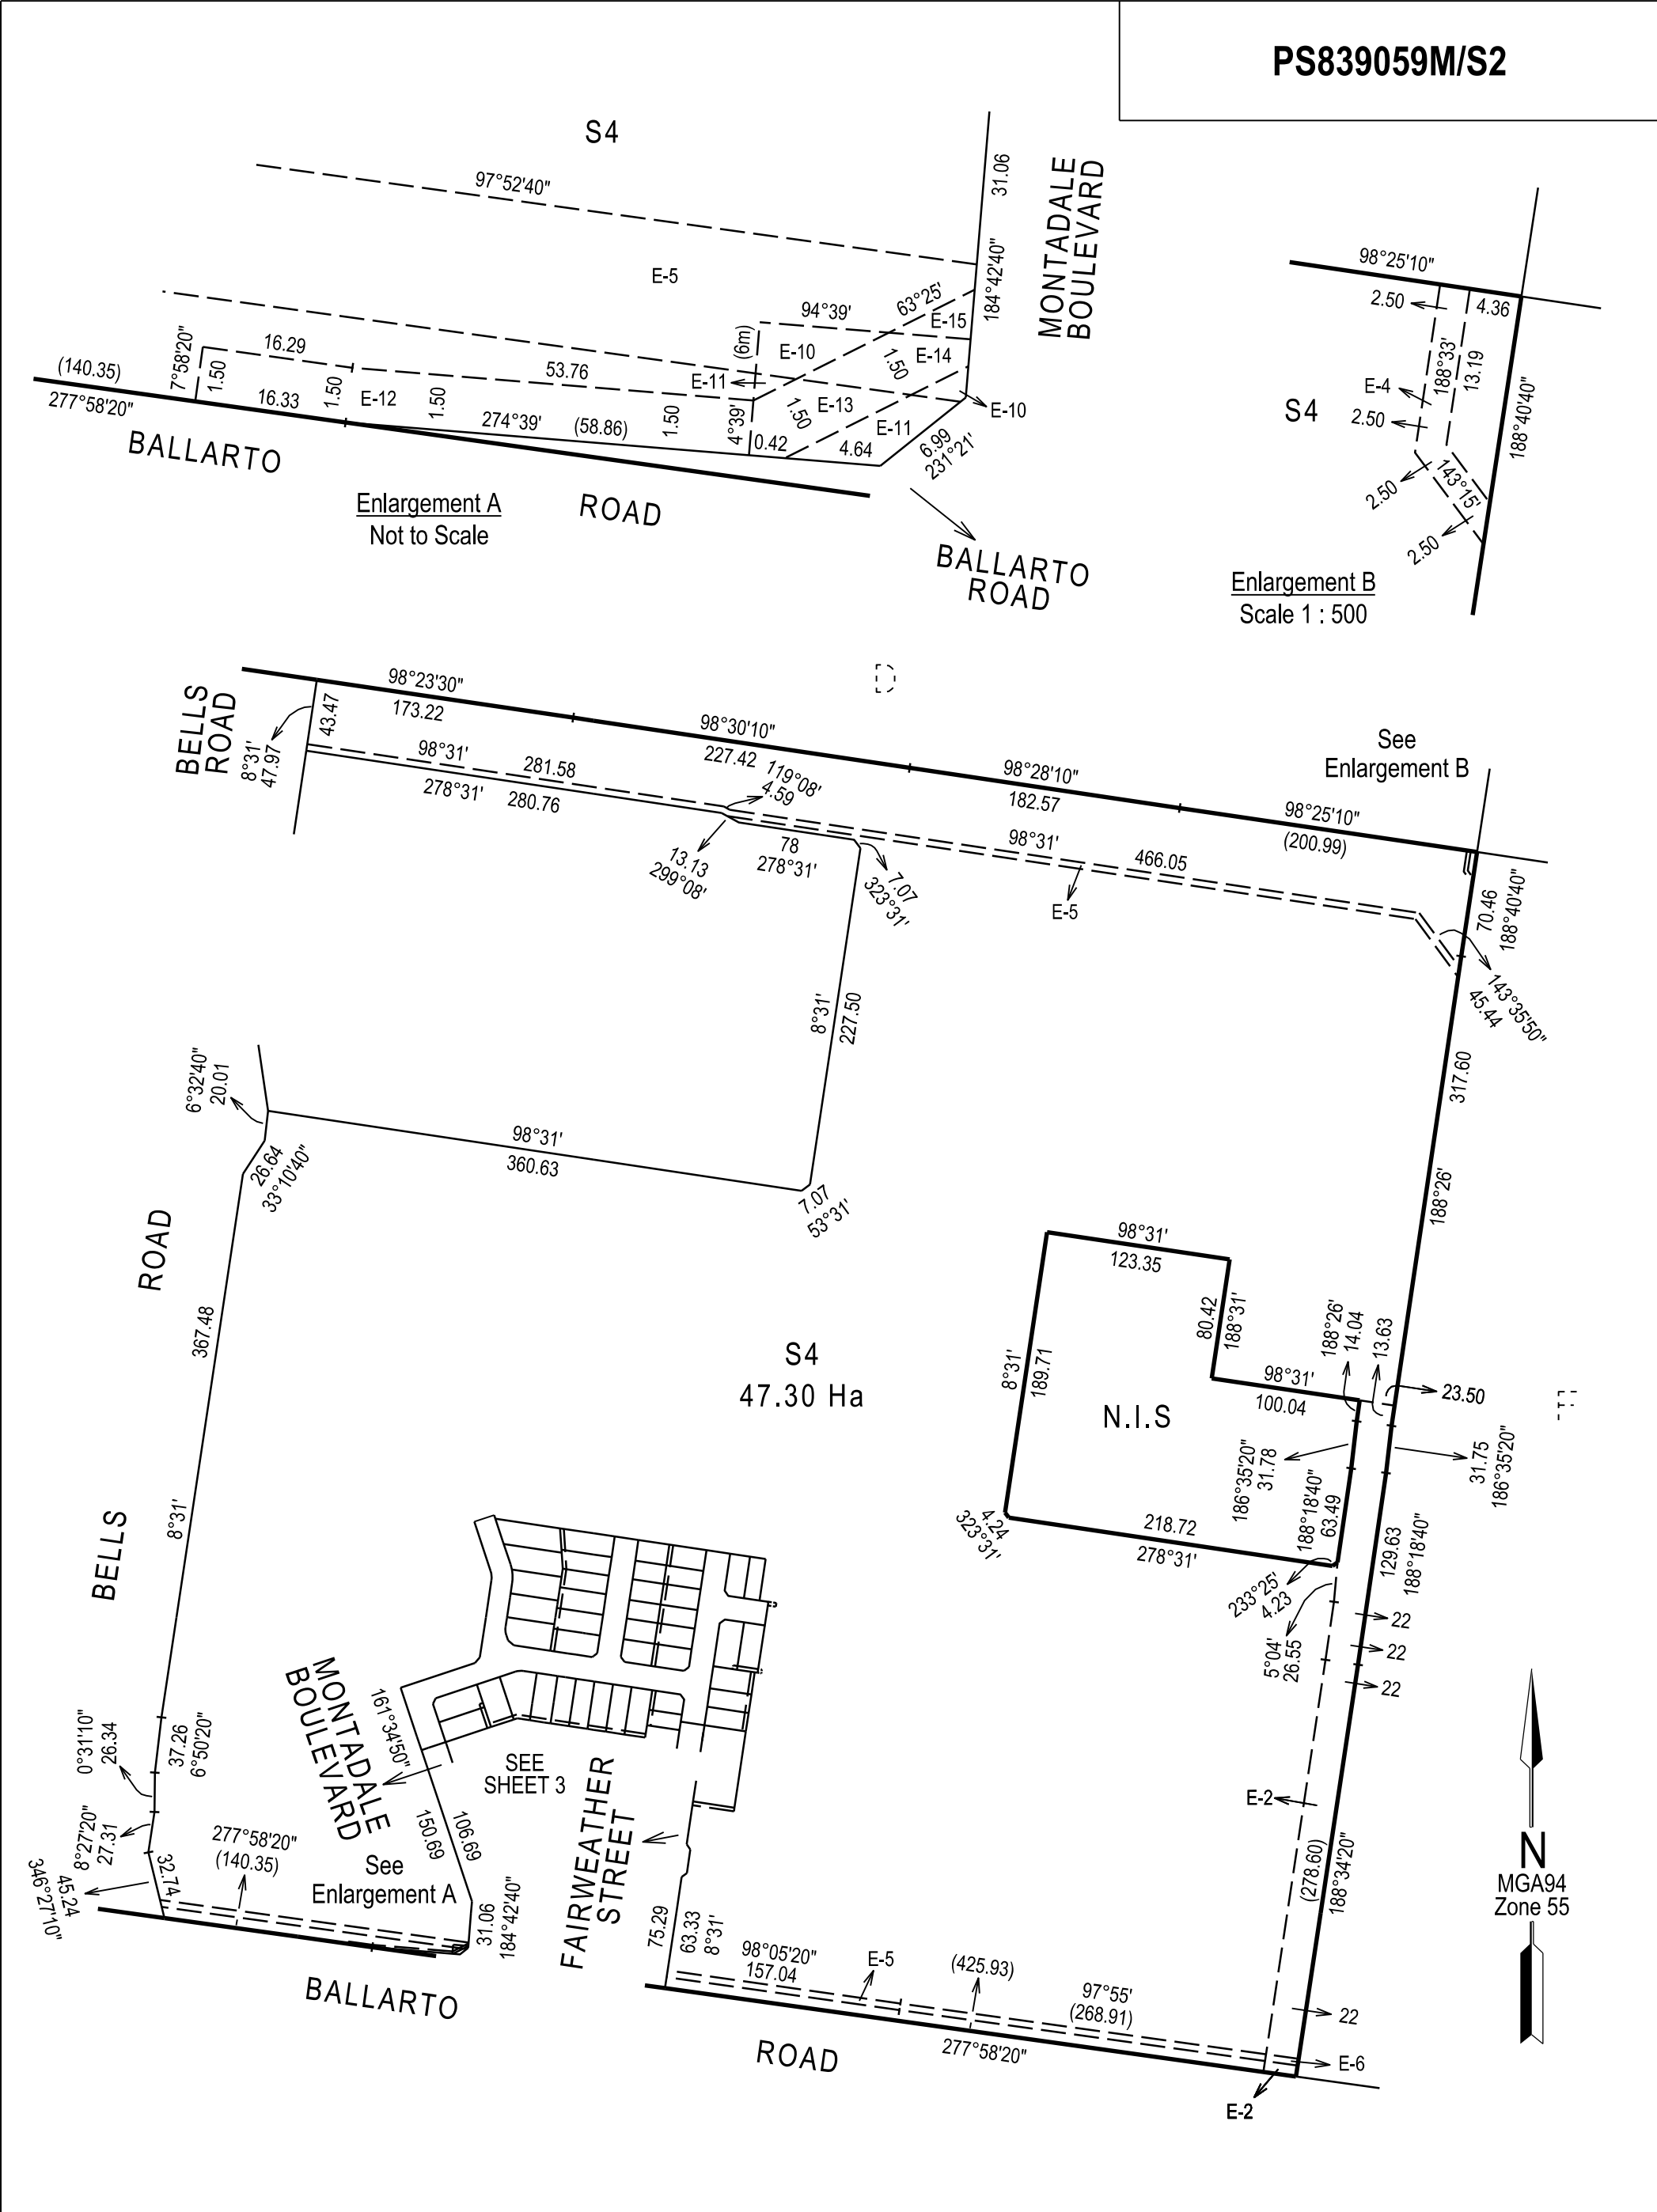 PS839059M/S2
S4
97°52'40"
E-5
31.06
184°42'40"
MONTADALE
BOULEVARD
63°25'
94°39'
E-15
(6m)
E-10
E-14
1.50
7°58'20"
16.29
1.50
53.76
E-11
(140.35)
277°58'20"
16.33
1.50
E-12
1.50
274°39'
(58.86)
1.50
4°39'
0.42
1.50
E-13
E-11
4.64
E-10
6.99
231°21'
BALLARTO
ROAD
Enlargement A
Not to Scale
BALLARTO
ROAD
98°25'10"
2.50
4.36
188°33'
13.19
E-4
S4
2.50
188°40'40"
143°15'
2.50
2.50
Enlargement B
Scale 1 : 500
BELLS
ROAD
8°31'
47.97
43.47
98°23'30"
173.22
98°30'10"
227.42
98°28'10"
182.57
98°25'10"
(200.99)
See
Enlargement B
98°31'
281.58
278°31'
280.76
119°08'
4.59
13.13
299°08'
78
278°31'
7.07
323°31'
98°31'
466.05
E-5
70.46
188°40'40"
143°35'50"
45.44
8°31'
227.50
317.60
188°26'
6°32'40"
20.01
26.64
33°10'40"
98°31'
360.63
7.07
53°31'
ROAD
367.48
8°31'
BELLS
S4
47.30 Ha
98°31'
123.35
80.42
188°31'
8°31'
189.71
N.I.S
98°31'
100.04
188°26'
14.04
13.63
23.50
186°35'20"
31.78
31.75
186°35'20"
188°18'40"
63.49
129.63
188°18'40"
4.24
323°31'
218.72
278°31'
233°25'
4.23
5°04'
26.55
22
22
22
MONTADALE
BOULEVARD
161°34'50"
150.69
106.69
SEE
SHEET 3
FAIRWEATHER
STREET
0°31'10"
26.34
37.26
6°50'20"
8°27'20"
27.31
346°27'10"
45.24
32.74
277°58'20"
(140.35)
See
Enlargement A
31.06
184°42'40"
75.29
63.33
8°31'
98°05'20"
157.04
E-5
(425.93)
97°55'
(268.91)
277°58'20"
E-2
(278.60)
188°34'20"
22
E-6
E-2
BALLARTO
ROAD
N
MGA94
Zone 55